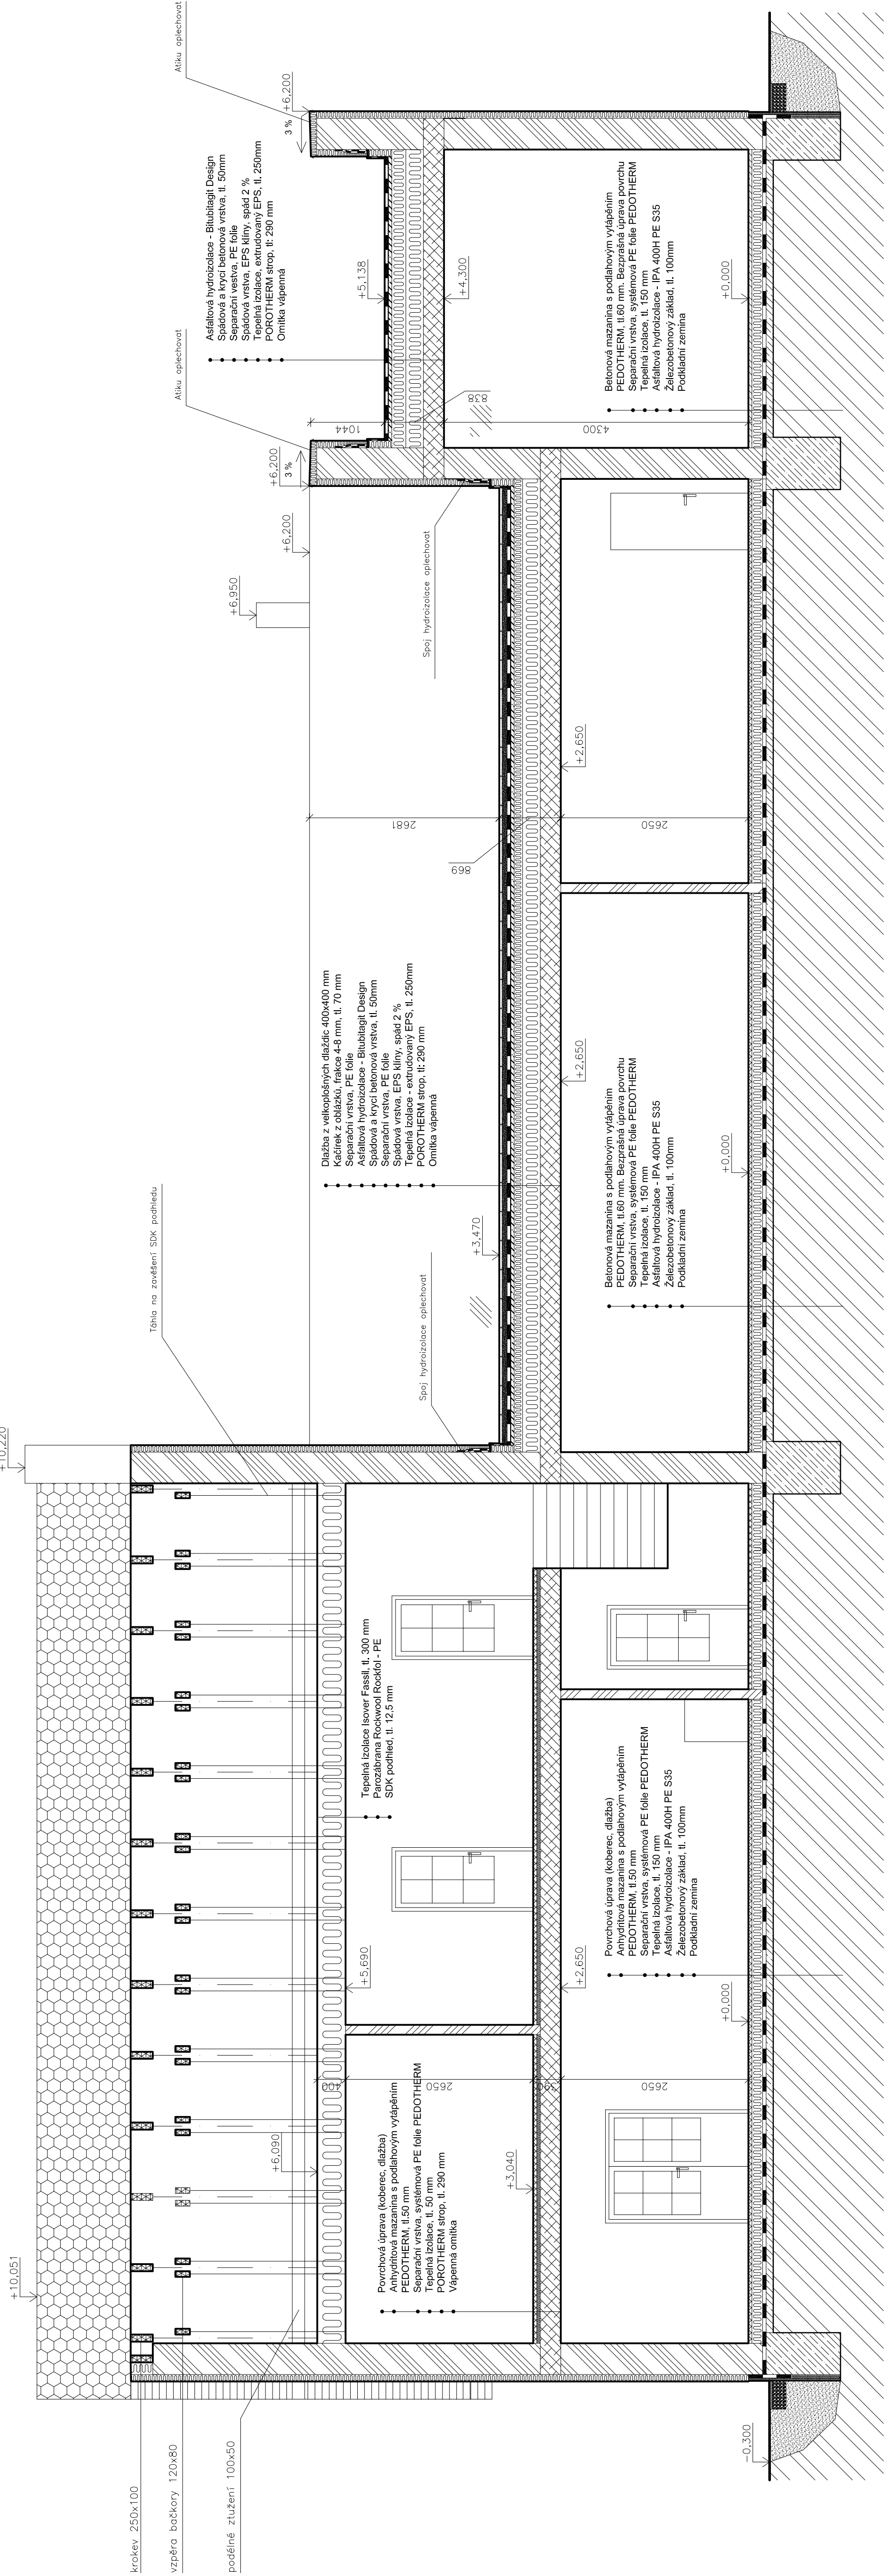 krokev 250x100
vzpěra bačkory 120x80
podélné ztužení 100x50
+10,051
+10,220
Táhla na zavěšení SDK podhledu
+6,090
400
2650
390
2650
+5,690
+3,040
+2,650
+0,000
-0,300
Povrchová úprava (koberec, dlažba)
Anhydritová mazanina s podlahovým vytápěním
PEDOTHERM, tl.50 mm
Separační vrstva, systémová PE folie PEDOTHERM
Tepelná izolace, tl. 50 mm
POROTHERM strop, tl. 290 mm
Vápenná omítka
Tepelná Izolace Isover Fassil, tl. 300 mm
Parozábrana Rockwool Rockfol - PE
SDK podhled, tl. 12,5 mm
Povrchová úprava (koberec, dlažba)
Anhydritová mazanina s podlahovým vytápěním
PEDOTHERM, tl.50 mm
Separační vrstva, systémová PE folie PEDOTHERM
Tepelná izolace, tl. 150 mm
Asfaltová hydroizolace - IPA 400H PE S35
Železobetonový základ, tl. 100mm
Podkladní zemina
Spoj hydroizolace oplechovat
+3,470
Dlažba z velkoplošných dlaždic 400x400 mm
Kačírek z oblázků, frakce 4-8 mm, tl. 70 mm
Separační vrstva, PE folie
Asfaltová hydroizolace - Bitubitagit Design
Spádová a krycí betonová vrstva, tl. 50mm
Separační vrstva, PE folie
Spádová vrstva, EPS klíny, spád 2 %
Tepelná Izolace - extrudovaný EPS, tl. 250mm
POROTHERM strop, tl: 290 mm
Omítka vápenná
2681
869
2650
+2,650
+2,650
+0,000
Betonová mazanina s podlahovým vytápěním
PEDOTHERM, tl.60 mm. Bezprašná úprava povrchu
Separační vrstva, systémová PE folie PEDOTHERM
Tepelná izolace, tl. 150 mm
Asfaltová hydroizolace - IPA 400H PE S35
Železobetonový základ, tl. 100mm
Podkladní zemina
Spoj hydroizolace oplechovat
+6,950
+6,200
+6,200
3 %
Atiku oplechovat
Asfaltová hydroizolace - Bitubitagit Design
Spádová a krycí betonová vrstva, tl. 50mm
Separační vestva, PE folie
Spádová vrstva, EPS klíny, spád 2 %
Tepelná izolace, extrudovaný EPS, tl. 250mm
POROTHERM strop, tl: 290 mm
Omítka vápenná
Atiku oplechovat
+6,200
3 %
1044
838
4300
+5,138
+4,300
+0,000
Betonová mazanina s podlahovým vytápěním
PEDOTHERM, tl.60 mm. Bezprašná úprava povrchu
Separační vrstva, systémová PE folie PEDOTHERM
Tepelná izolace, tl. 150 mm
Asfaltová hydroizolace - IPA 400H PE S35
Železobetonový základ, tl. 100mm
Podkladní zemina